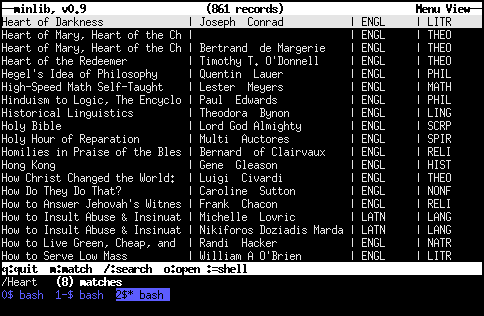 --minlib, v0.9 (861 records) Menu View--
Heart of Darkness | Joseph Conrad | ENGL | LITR
Heart of Mary, Heart of the Ch | | ENGL | THEO
Heart of Mary, Heart of the Ch | Bertrand de Margerie | ENGL | THEO
Heart of the Redeemer | Timothy T. O'Donnell | ENGL | THEO
Hegel's Idea of Philosophy | Quentin Lauer | ENGL | PHIL
High-Speed Math Self-Taught | Lester Meyers | ENGL | MATH
Hinduism to Logic, The Encyclo | Paul Edwards | ENGL | PHIL
Historical Linguistics | Theodora Bynon | ENGL | LING
Holy Bible | Lord God Almighty | ENGL | SCRP
Holy Hour of Reparation | Multi Auctores | ENGL | SPIR
Homilies in Praise of the Bles | Bernard of Clairvaux | ENGL | RELI
Hong Kong | Gene Gleason | ENGL | HIST
How Christ Changed the World: | Luigi Civardi | ENGL | THEO
How Do They Do That? | Caroline Sutton | ENGL | NONF
How to Answer Jehovah's Witnes | Frank Chacon | ENGL | RELI
How to Insult Abuse & Insinuat | Michelle Lovric | LATN | LANG
How to Insult Abuse & Insinuat | Nikiforos Doziadis Marda | LATN | LANG
How to Live Green, Cheap, and | Randi Hacker | ENGL | NATR
How to Serve Low Mass | William A O'Brien | ENGL | LITR
q:quit m:match /:search o:open :=shell
/Heart (8) matches
0$ bash 1-$ bash 2$* bash